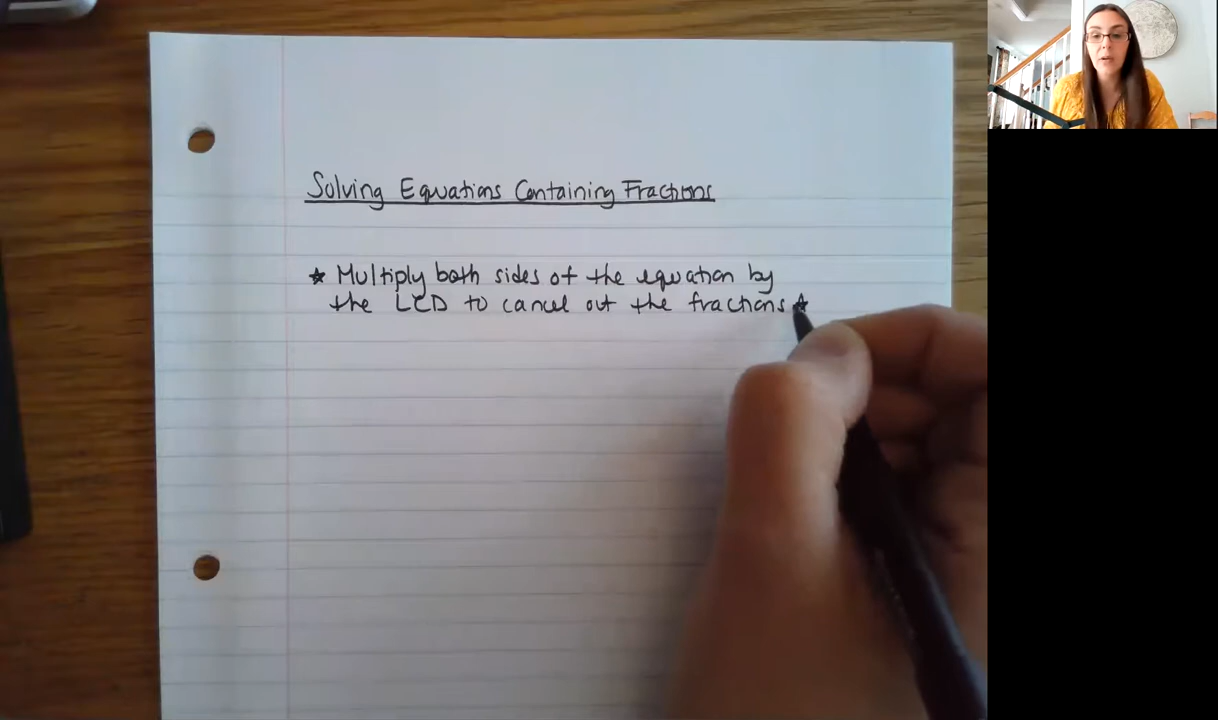 Solving Equations Containing Fractions
★ Multiply both sides of the equation by
the LCD to cancel out the fractions ★